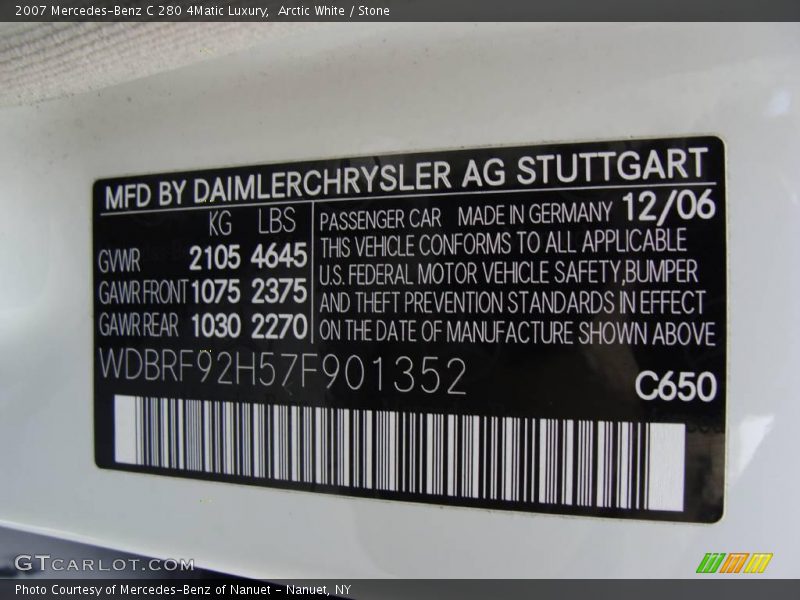 2007 Mercedes-Benz C 280 4Matic Luxury, Arctic White / Stone
MFD BY DAIMLERCHRYSLER AG STUTTGART
KG LBS
GVWR 2105 4645
GAWR FRONT 1075 2375
GAWR REAR 1030 2270
PASSENGER CAR MADE IN GERMANY 12/06
THIS VEHICLE CONFORMS TO ALL APPLICABLE
U.S. FEDERAL MOTOR VEHICLE SAFETY,BUMPER
AND THEFT PREVENTION STANDARDS IN EFFECT
ON THE DATE OF MANUFACTURE SHOWN ABOVE
WDBRF92H57F901352
C650
GTCARLOT.COM
Photo Courtesy of Mercedes-Benz of Nanuet - Nanuet, NY